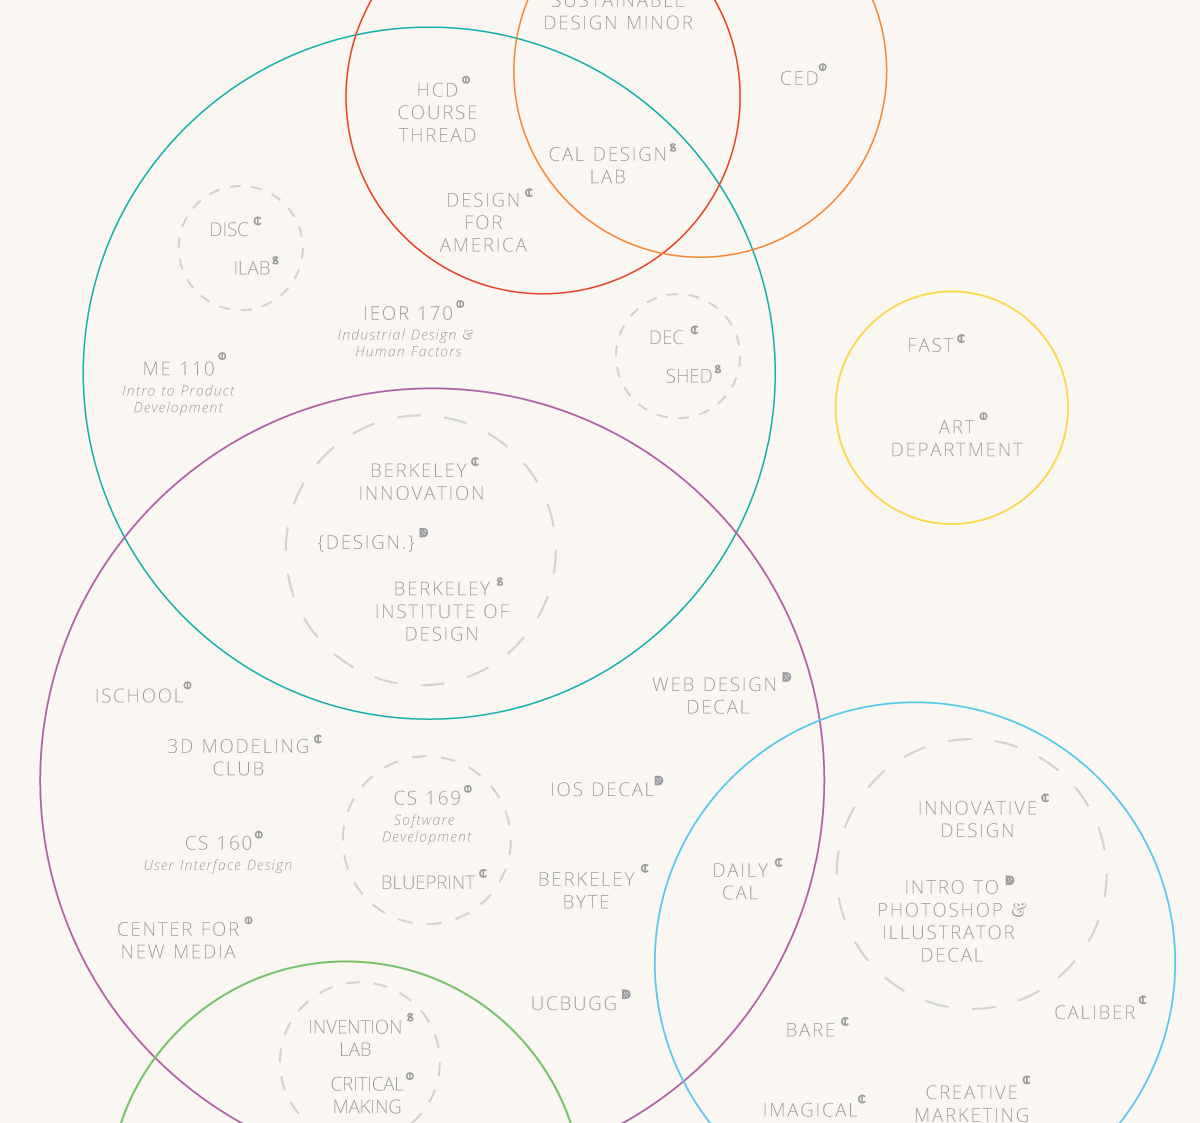 SUSTAINABLE
DESIGN MINOR
CED
HCD
COURSE
THREAD
CAL DESIGN
LAB
DESIGN
FOR
AMERICA
DISC
ILAB
IEOR 170
Industrial Design &
Human Factors
DEC
SHED
ME 110
Intro to Product
Development
FAST
ART
DEPARTMENT
BERKELEY
INNOVATION
{DESIGN.}
BERKELEY
INSTITUTE OF
DESIGN
ISCHOOL
WEB DESIGN
DECAL
3D MODELING
CLUB
CS 169
Software
Development
BLUEPRINT
IOS DECAL
CS 160
User Interface Design
BERKELEY
BYTE
DAILY
CAL
INNOVATIVE
DESIGN
INTRO TO
PHOTOSHOP &
ILLUSTRATOR
DECAL
CENTER FOR
NEW MEDIA
UCBUGG
CALIBER
BARE
INVENTION
LAB
CRITICAL
MAKING
IMAGICAL
CREATIVE
MARKETING